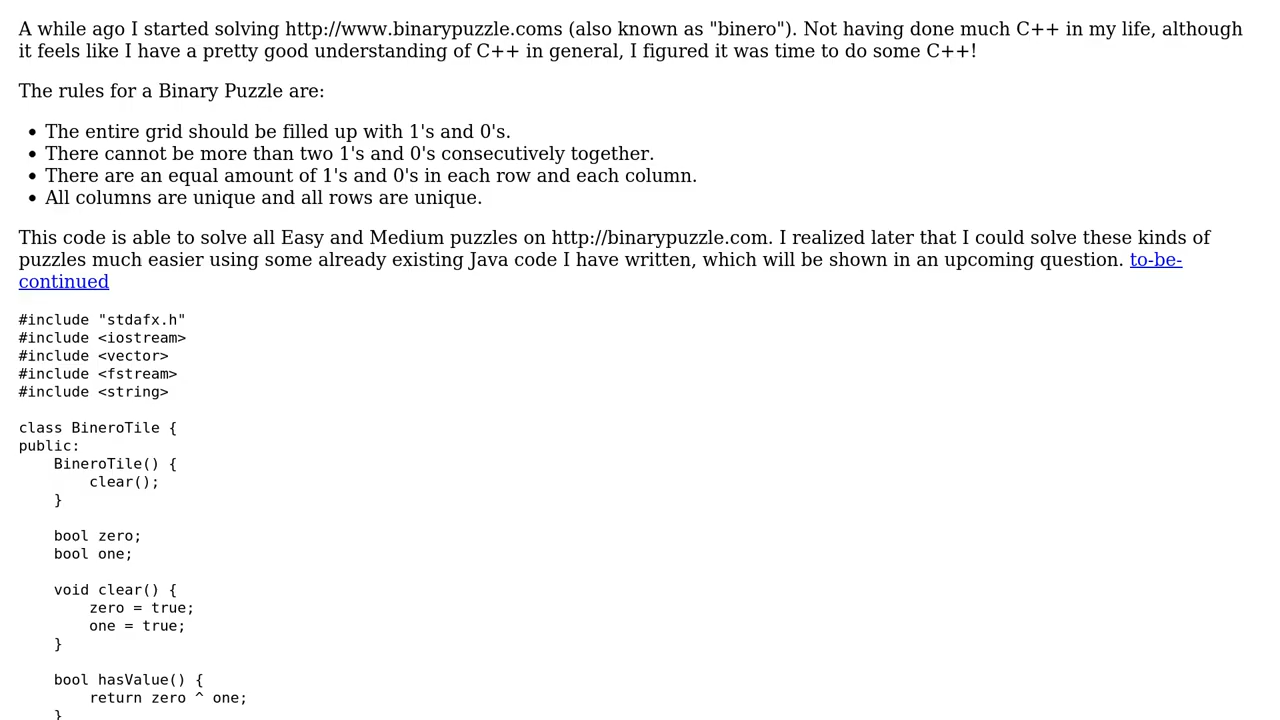 A while ago I started solving http://www.binarypuzzle.coms (also known as "binero"). Not having done much C++ in my life, although
it feels like I have a pretty good understanding of C++ in general, I figured it was time to do some C++!
The rules for a Binary Puzzle are:
• The entire grid should be filled up with 1's and 0's.
• There cannot be more than two 1's and 0's consecutively together.
• There are an equal amount of 1's and 0's in each row and each column.
• All columns are unique and all rows are unique.
This code is able to solve all Easy and Medium puzzles on http://binarypuzzle.com. I realized later that I could solve these kinds of
puzzles much easier using some already existing Java code I have written, which will be shown in an upcoming question. to-be-
continued
#include "stdafx.h"
#include <iostream>
#include <vector>
#include <fstream>
#include <string>
class BineroTile {
public:
    BineroTile() {
        clear();
    }
    bool zero;
    bool one;
    void clear() {
        zero = true;
        one = true;
    }
    bool hasValue() {
        return zero ^ one;
    }